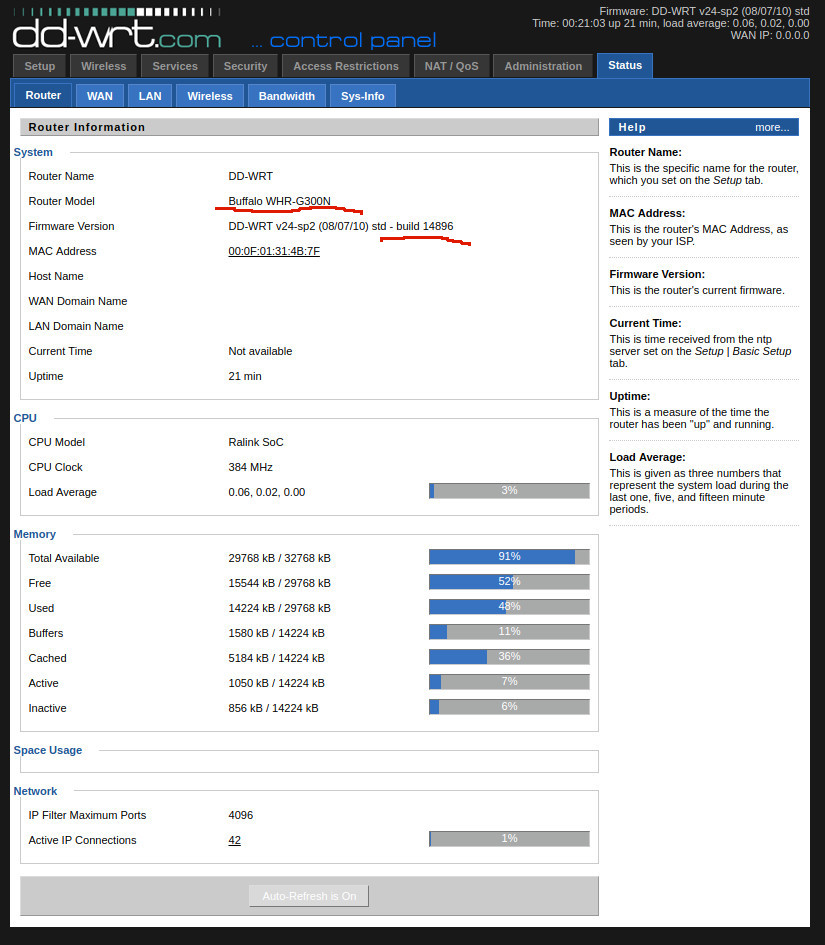 dd-wrt.com ... control panel
Firmware: DD-WRT v24-sp2 (08/07/10) std
Time: 00:21:03 up 21 min, load average: 0.06, 0.02, 0.00
WAN IP: 0.0.0.0
Setup Wireless Services Security Access Restrictions NAT / QoS Administration Status
Router WAN LAN Wireless Bandwidth Sys-Info
Router Information
System
Router Name DD-WRT
Router Model Buffalo WHR-G300N
Firmware Version DD-WRT v24-sp2 (08/07/10) std - build 14896
MAC Address 00:0F:01:31:4B:7F
Host Name
WAN Domain Name
LAN Domain Name
Current Time Not available
Uptime 21 min
CPU
CPU Model Ralink SoC
CPU Clock 384 MHz
Load Average 0.06, 0.02, 0.00 3%
Memory
Total Available 29768 kB / 32768 kB 91%
Free 15544 kB / 29768 kB 52%
Used 14224 kB / 29768 kB 48%
Buffers 1580 kB / 14224 kB 11%
Cached 5184 kB / 14224 kB 36%
Active 1050 kB / 14224 kB 7%
Inactive 856 kB / 14224 kB 6%
Space Usage
Network
IP Filter Maximum Ports 4096
Active IP Connections 42 1%
Auto-Refresh is On
Help more...
Router Name:
This is the specific name for the router,
which you set on the Setup tab.
MAC Address:
This is the router's MAC Address, as
seen by your ISP.
Firmware Version:
This is the router's current firmware.
Current Time:
This is time received from the ntp
server set on the Setup | Basic Setup
tab.
Uptime:
This is a measure of the time the
router has been "up" and running.
Load Average:
This is given as three numbers that
represent the system load during the
last one, five, and fifteen minute
periods.